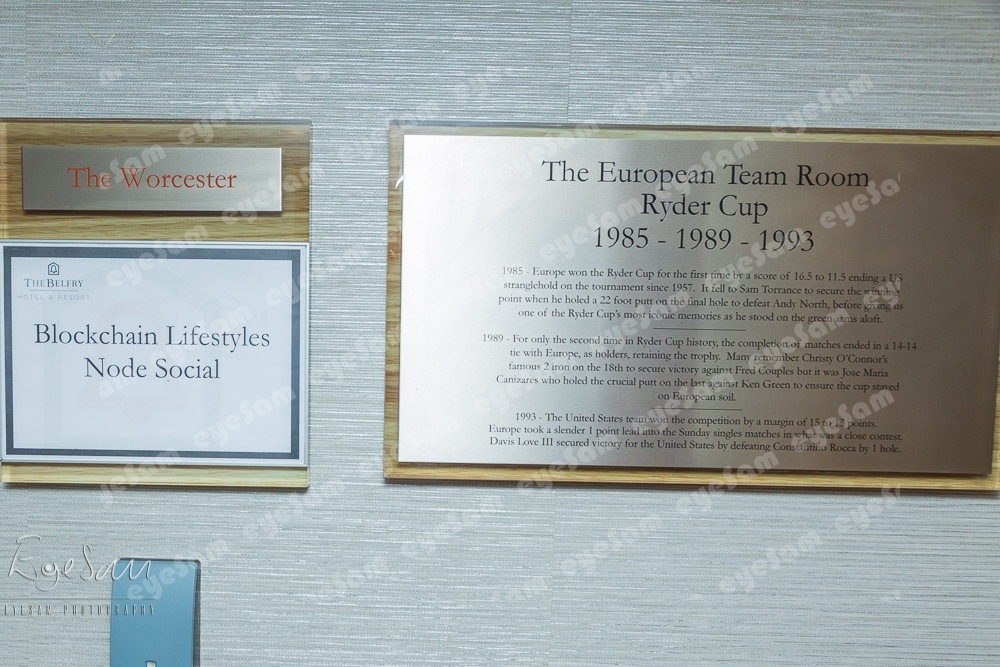 The Worcester
THE BELFRY
HOTEL & RESORT
Blockchain Lifestyles
Node Social
The European Team Room
Ryder Cup
1985 - 1989 - 1993
1985 - Europe won the Ryder Cup for the first time by a score of 16.5 to 11.5 ending a US
stranglehold on the tournament since 1957. It fell to Sam Torrance to secure the winning
point when he holed a 22 foot putt on the final hole to defeat Andy North, before giving us
one of the Ryder Cup's most iconic memories as he stood on the green arms aloft.
1989 - For only the second time in Ryder Cup history, the completion of matches ended in a 14-14
tie with Europe, as holders, retaining the trophy. Many remember Christy O'Connor's
famous 2 iron on the 18th to secure victory against Fred Couples but it was Jose Maria
Canizares who holed the crucial putt on the last against Ken Green to ensure the cup stayed
on European soil.
1993 - The United States team won the competition by a margin of 15 to 13 points.
Europe took a slender 1 point lead into the Sunday singles matches in what was a close contest.
Davis Love III secured victory for the United States by defeating Constantino Rocca by 1 hole.
EyeSam
EYESAM PHOTOGRAPHY